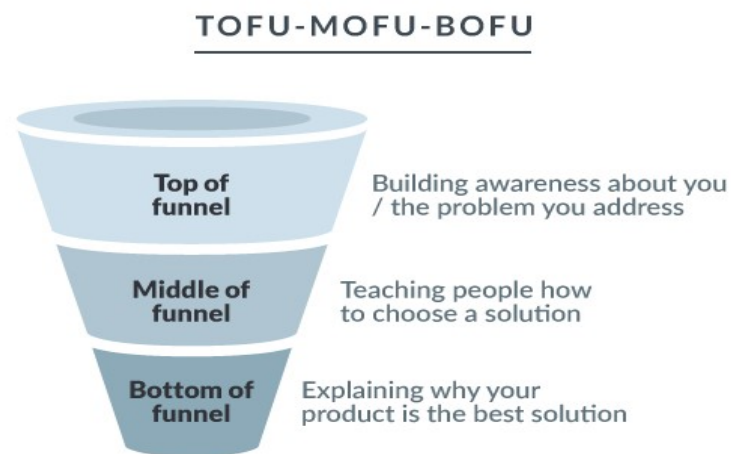 TOFU-MOFU-BOFU
Top of
funnel
Building awareness about you
/ the problem you address
Middle of
funnel
Teaching people how
to choose a solution
Bottom of
funnel
Explaining why your
product is the best solution